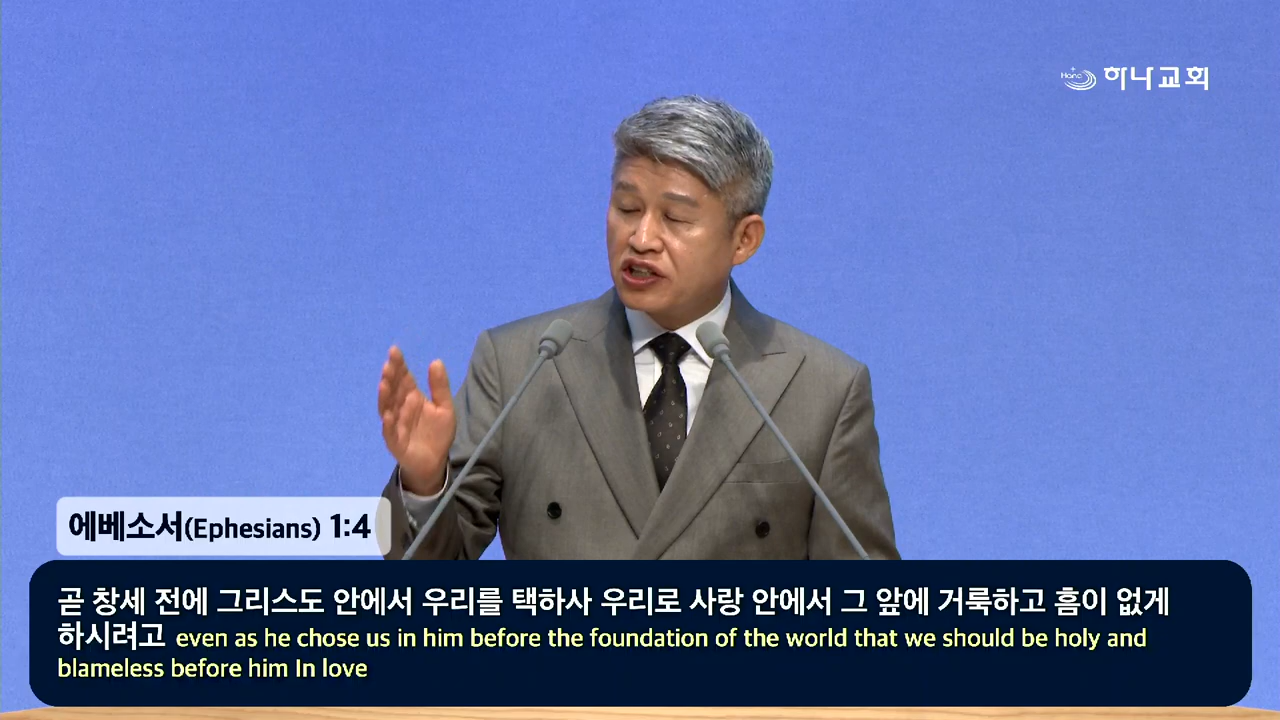 Hana 하나교회
에베소서(Ephesians) 1:4
곧 창세 전에 그리스도 안에서 우리를 택하사 우리로 사랑 안에서 그 앞에 거룩하고 흠이 없게
하시려고 even as he chose us in him before the foundation of the world that we should be holy and
blameless before him In love